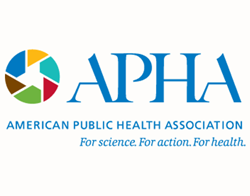 APHA
AMERICAN PUBLIC HEALTH ASSOCIATION
For science. For action. For health.